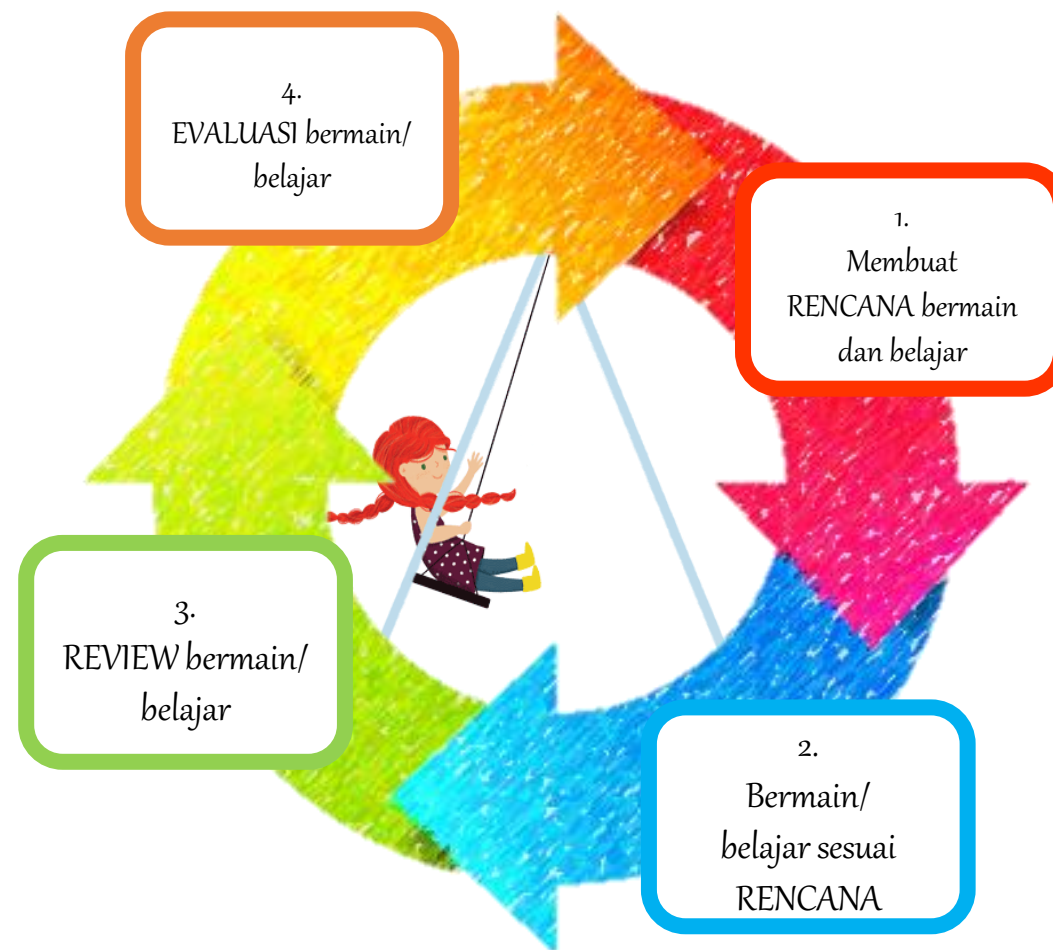 1.
Membuat
RENCANA bermain
dan belajar
2.
Bermain/
belajar sesuai
RENCANA
3.
REVIEW bermain/
belajar
4.
EVALUASI bermain/
belajar